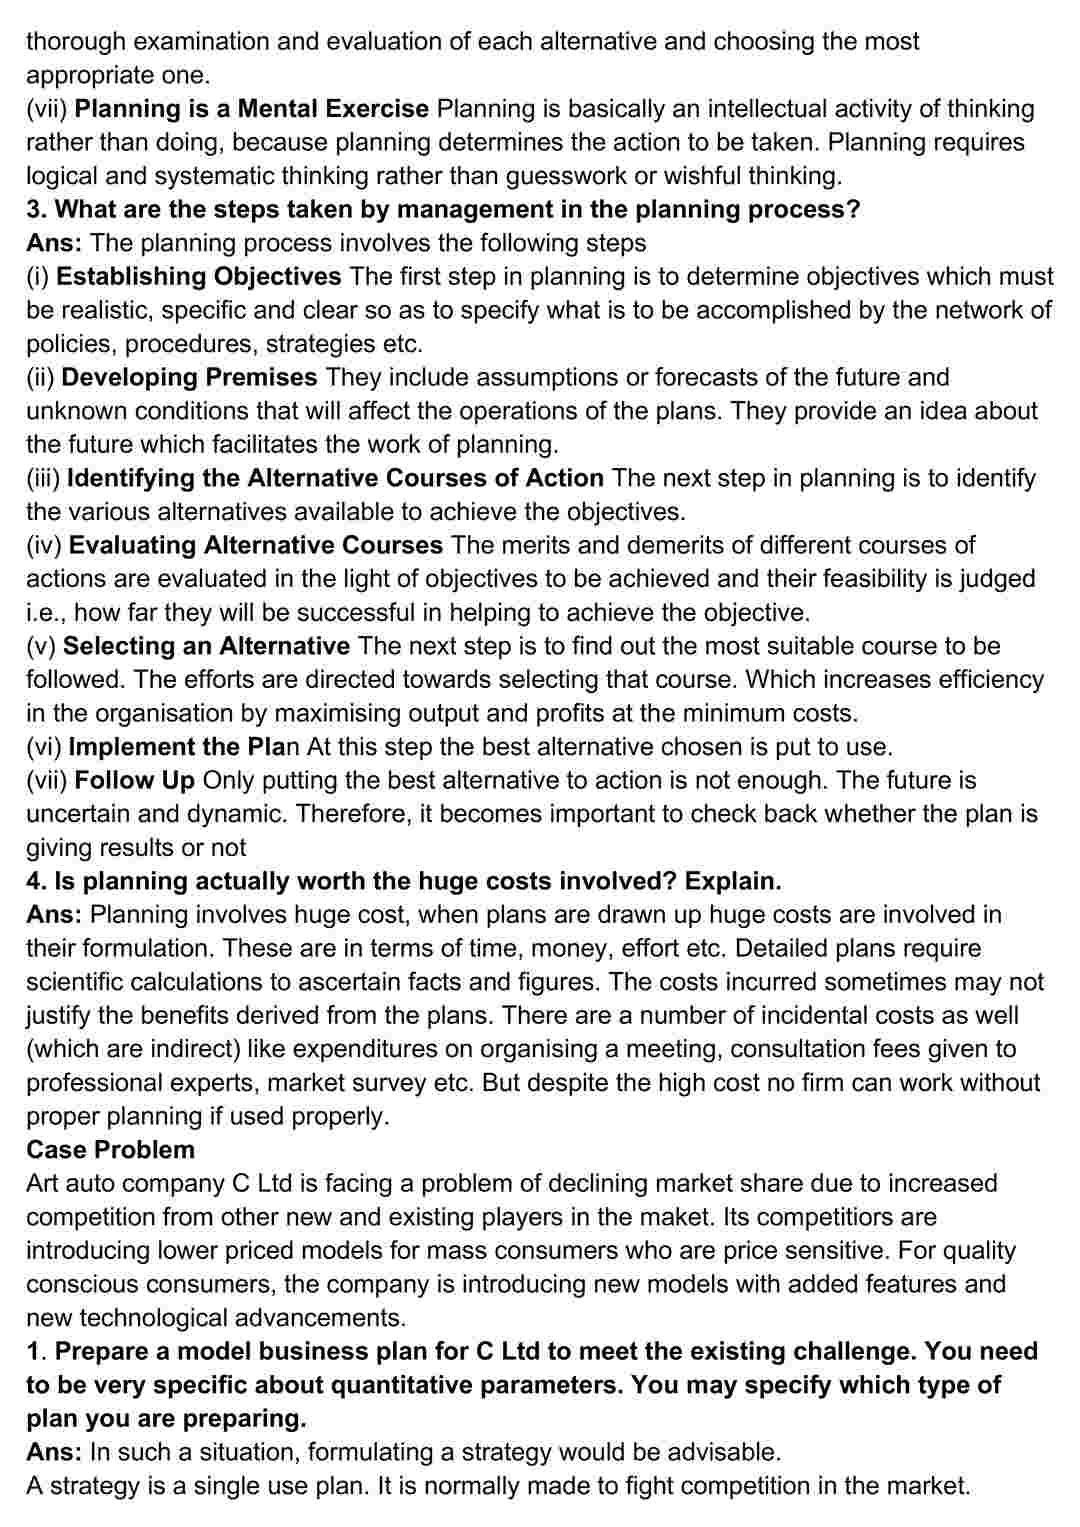 thorough examination and evaluation of each alternative and choosing the most
appropriate one.
(vii) Planning is a Mental Exercise Planning is basically an intellectual activity of thinking
rather than doing, because planning determines the action to be taken. Planning requires
logical and systematic thinking rather than guesswork or wishful thinking.
3. What are the steps taken by management in the planning process?
Ans: The planning process involves the following steps
(i) Establishing Objectives The first step in planning is to determine objectives which must
be realistic, specific and clear so as to specify what is to be accomplished by the network of
policies, procedures, strategies etc.
(ii) Developing Premises They include assumptions or forecasts of the future and
unknown conditions that will affect the operations of the plans. They provide an idea about
the future which facilitates the work of planning.
(iii) Identifying the Alternative Courses of Action The next step in planning is to identify
the various alternatives available to achieve the objectives.
(iv) Evaluating Alternative Courses The merits and demerits of different courses of
actions are evaluated in the light of objectives to be achieved and their feasibility is judged
i.e., how far they will be successful in helping to achieve the objective.
(v) Selecting an Alternative The next step is to find out the most suitable course to be
followed. The efforts are directed towards selecting that course. Which increases efficiency
in the organisation by maximising output and profits at the minimum costs.
(vi) Implement the Plan At this step the best alternative chosen is put to use.
(vii) Follow Up Only putting the best alternative to action is not enough. The future is
uncertain and dynamic. Therefore, it becomes important to check back whether the plan is
giving results or not
4. Is planning actually worth the huge costs involved? Explain.
Ans: Planning involves huge cost, when plans are drawn up huge costs are involved in
their formulation. These are in terms of time, money, effort etc. Detailed plans require
scientific calculations to ascertain facts and figures. The costs incurred sometimes may not
justify the benefits derived from the plans. There are a number of incidental costs as well
(which are indirect) like expenditures on organising a meeting, consultation fees given to
professional experts, market survey etc. But despite the high cost no firm can work without
proper planning if used properly.
Case Problem
Art auto company C Ltd is facing a problem of declining market share due to increased
competition from other new and existing players in the maket. Its competitiors are
introducing lower priced models for mass consumers who are price sensitive. For quality
conscious consumers, the company is introducing new models with added features and
new technological advancements.
1. Prepare a model business plan for C Ltd to meet the existing challenge. You need
to be very specific about quantitative parameters. You may specify which type of
plan you are preparing.
Ans: In such a situation, formulating a strategy would be advisable.
A strategy is a single use plan. It is normally made to fight competition in the market.